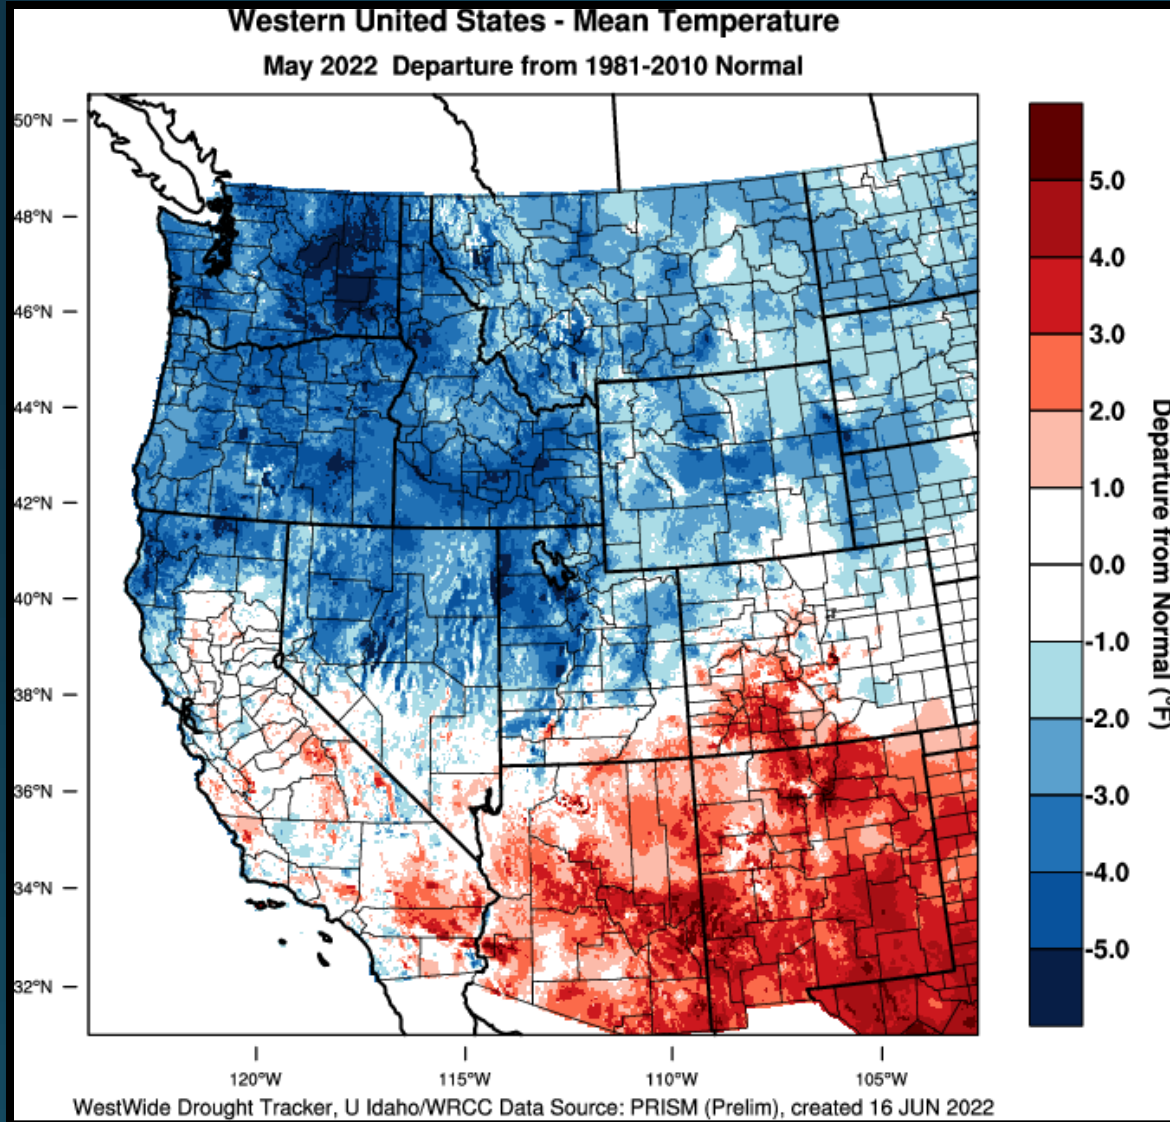 Western United States - Mean Temperature
May 2022 Departure from 1981-2010 Normal
50°N
48°N
46°N
44°N
42°N
40°N
38°N
36°N
34°N
32°N
120°W
115°W
110°W
105°W
5.0
4.0
3.0
2.0
1.0
0.0
-1.0
-2.0
-3.0
-4.0
-5.0
Departure from Normal (°F)
WestWide Drought Tracker, U Idaho/WRCC Data Source: PRISM (Prelim), created 16 JUN 2022